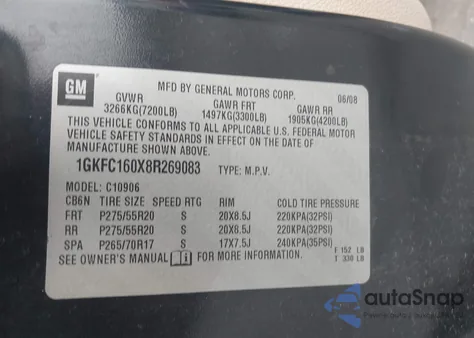 GM
MFD BY GENERAL MOTORS CORP. 06/08
GVWR GAWR FRT GAWR RR
3266KG(7200LB) 1497KG(3300LB) 1905KG(4200LB)
THIS VEHICLE CONFORMS TO ALL APPLICABLE U.S. FEDERAL MOTOR
VEHICLE SAFETY STANDARDS IN EFFECT ON THE DATE OF
MANUFACTURE SHOWN ABOVE.
1GKFC160X8R269083 TYPE: M.P.V.
MODEL: C10906
CB6N TIRE SIZE SPEED RTG RIM COLD TIRE PRESSURE
FRT P275/55R20 S 20X8.5J 220KPA(32PSI)
RR P275/55R20 S 20X8.5J 220KPA(32PSI)
SPA P265/70R17 S 17X7.5J 240KPA(35PSI)
SEE OWNER'S MANUAL FOR MORE INFORMATION. F 152 LB
T 330 LB
autoSnap